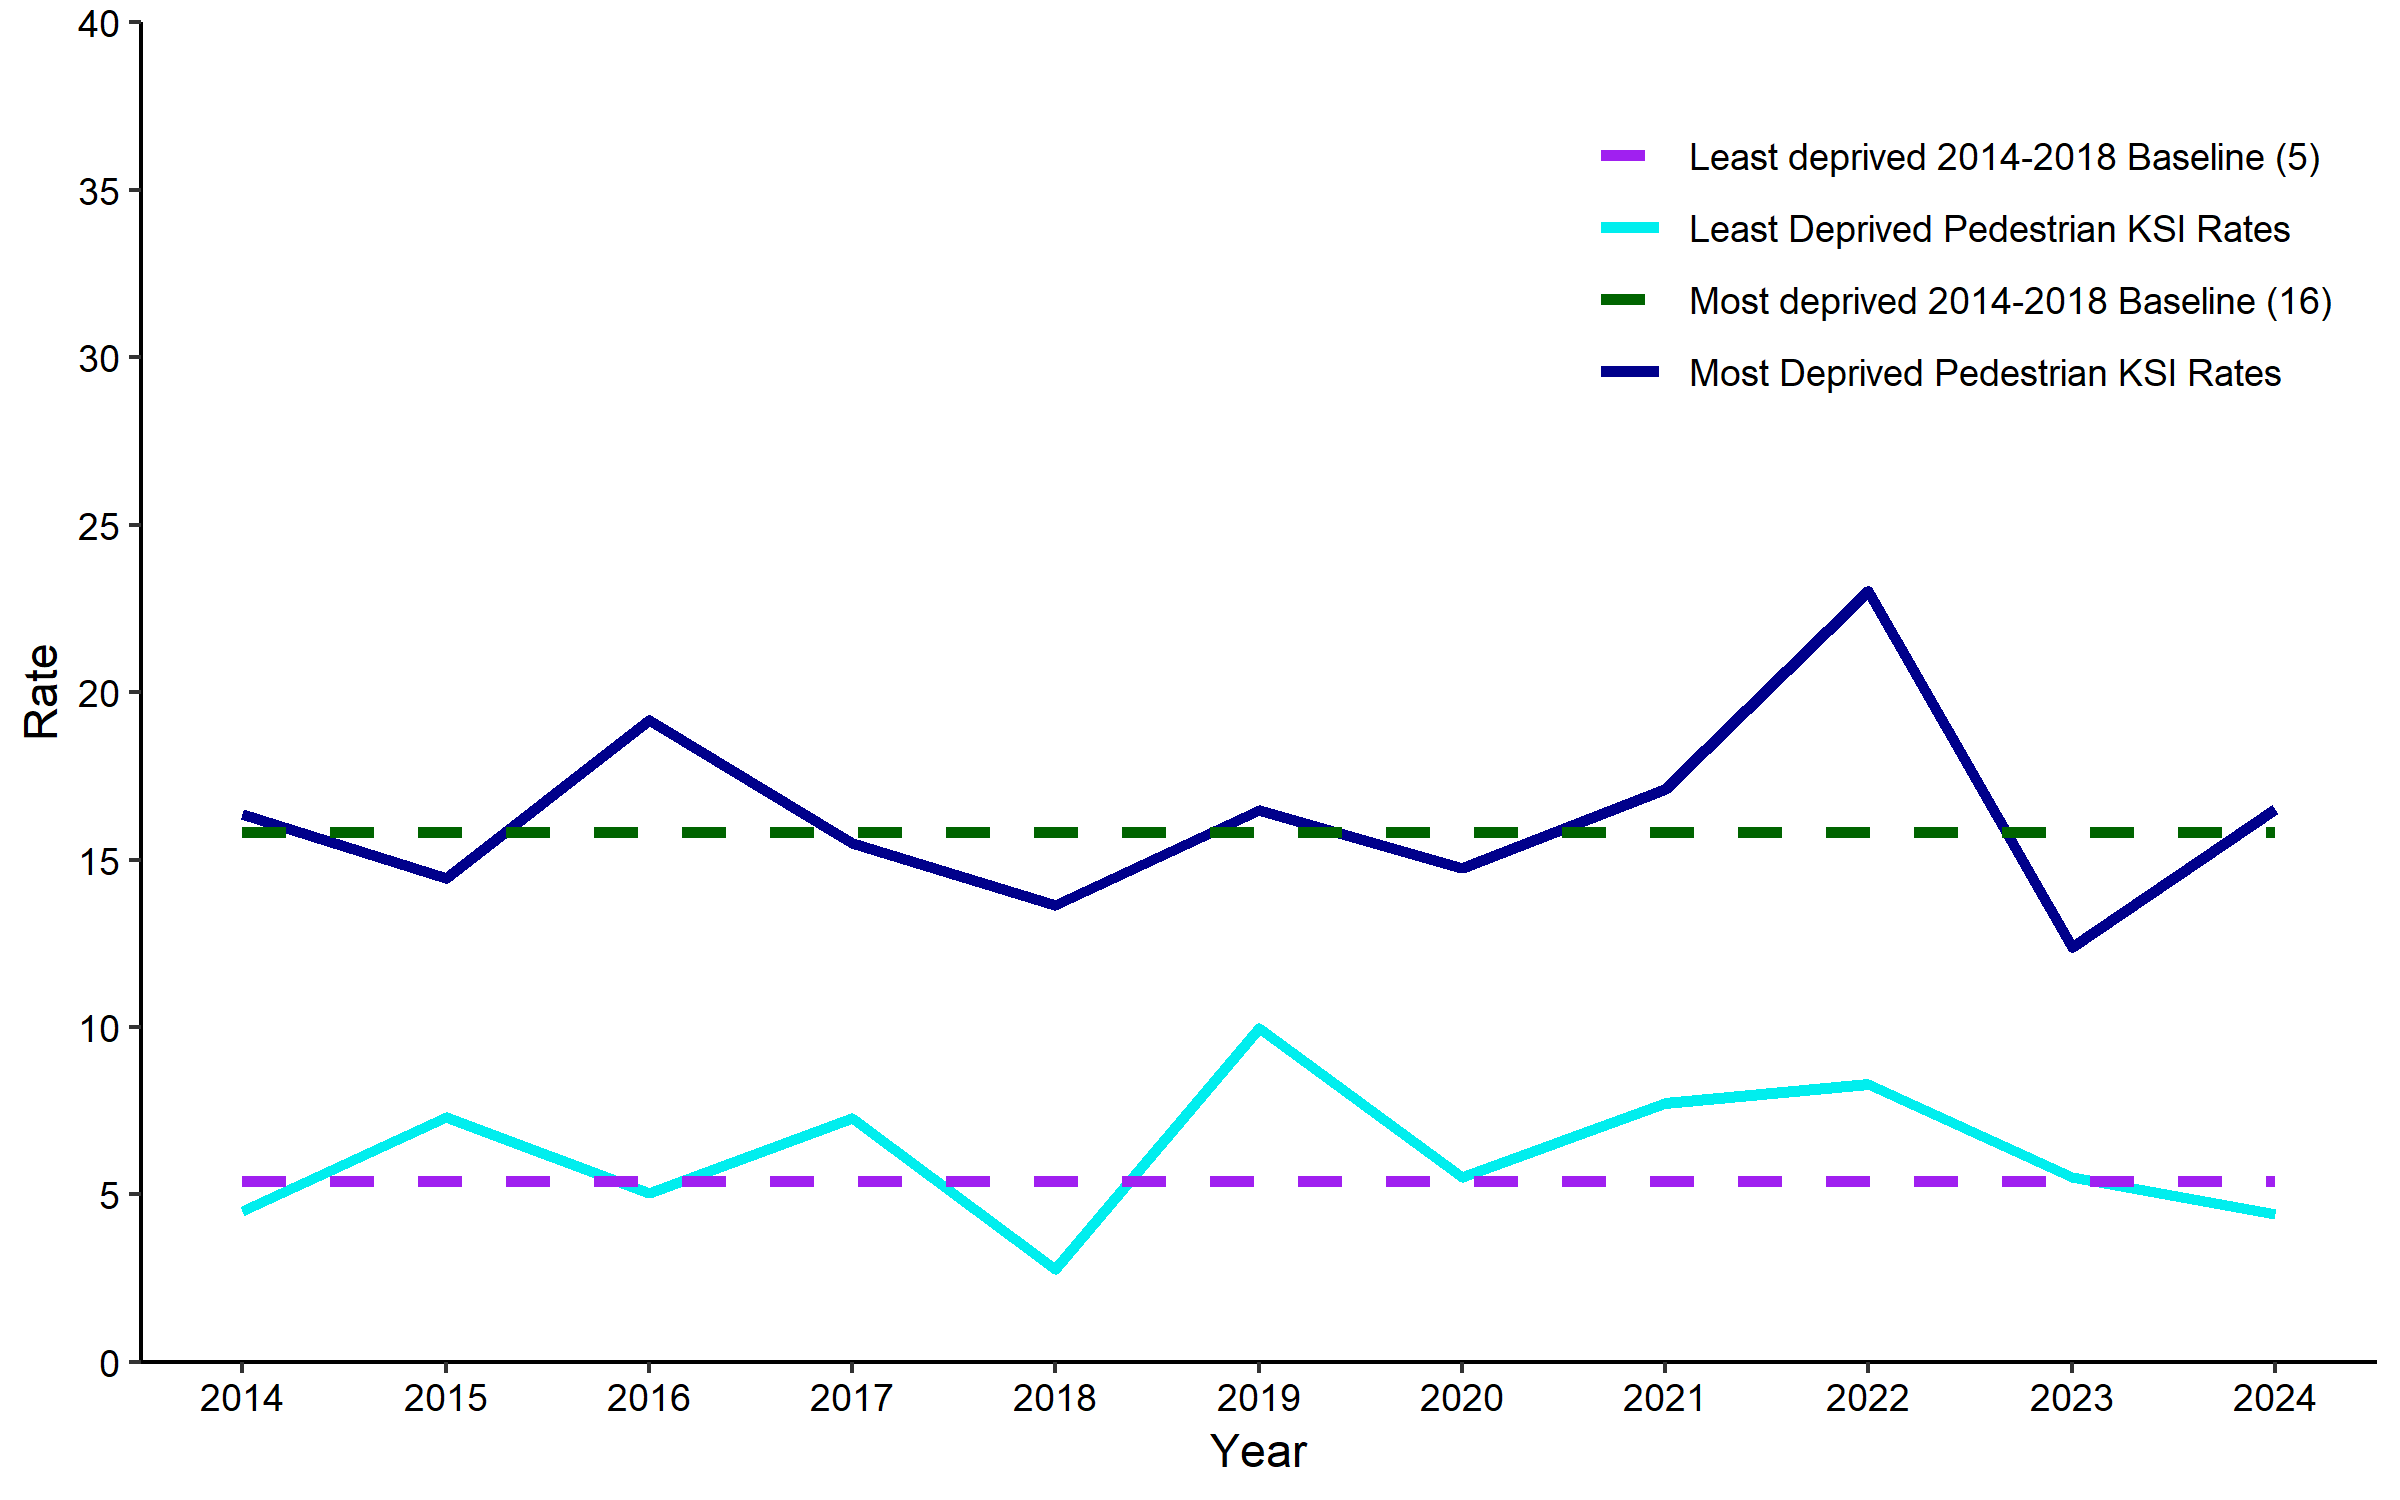 40
35
30
25
20
15
10
5
0
Rate
Least deprived 2014-2018 Baseline (5)
Least Deprived Pedestrian KSI Rates
Most deprived 2014-2018 Baseline (16)
Most Deprived Pedestrian KSI Rates
2014 2015 2016 2017 2018 2019 2020 2021 2022 2023 2024
Year